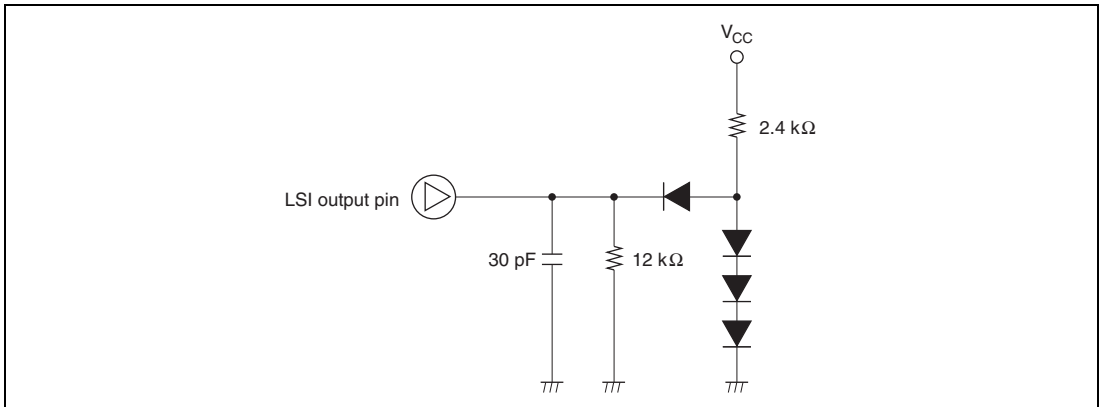 VCC
2.4 kΩ
LSI output pin
30 pF
12 kΩ